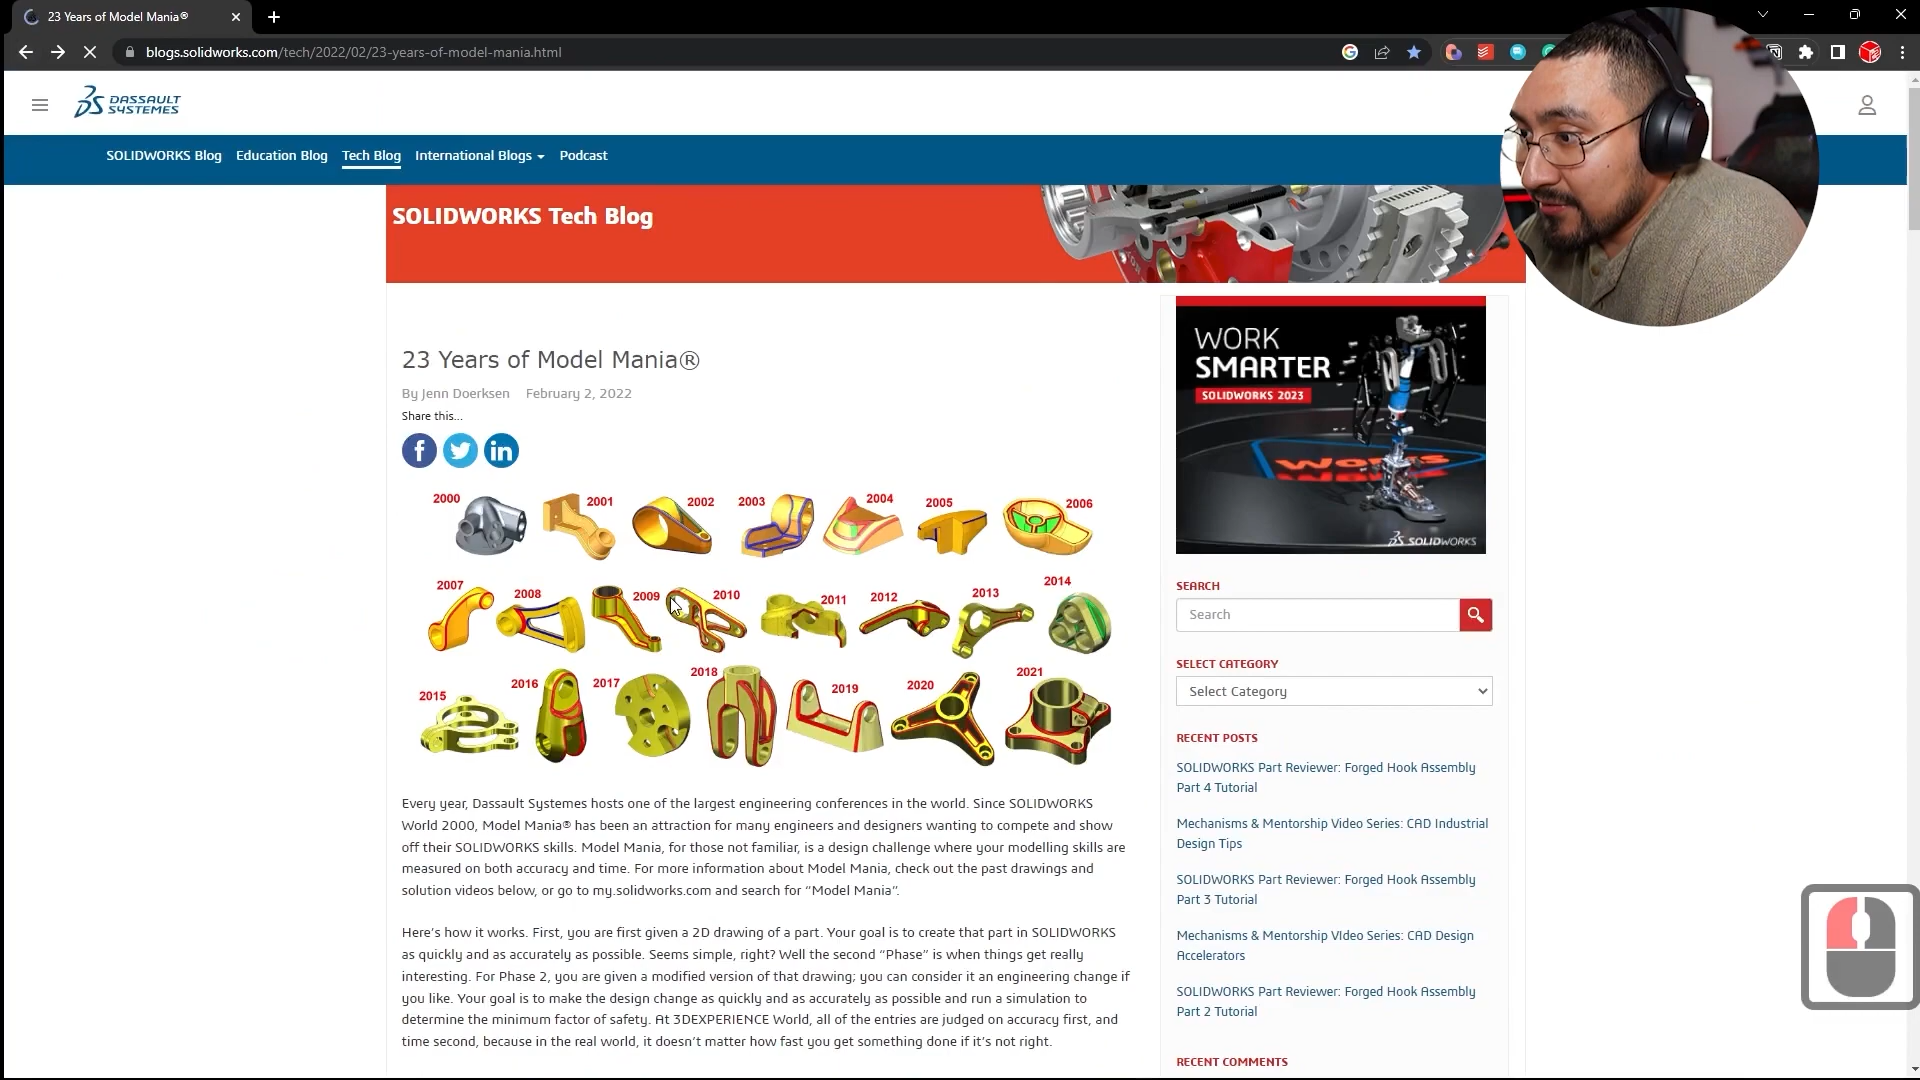 23 Years of Model Mania®
blogs.solidworks.com/tech/2022/02/23-years-of-model-mania.html
DASSAULT SYSTEMES
SOLIDWORKS Blog Education Blog Tech Blog International Blogs Podcast
SOLIDWORKS Tech Blog
23 Years of Model Mania®
By Jenn Doerksen February 2, 2022
Share this...
2000 2001 2002 2003 2004 2005 2006
2007 2008 2009 2010 2011 2012 2013 2014
2015 2016 2017 2018 2019 2020 2021
Every year, Dassault Systemes hosts one of the largest engineering conferences in the world. Since SOLIDWORKS
World 2000, Model Mania® has been an attraction for many engineers and designers wanting to compete and show
off their SOLIDWORKS skills. Model Mania, for those not familiar, is a design challenge where your modelling skills are
measured on both accuracy and time. For more information about Model Mania, check out the past drawings and
solution videos below, or go to my.solidworks.com and search for “Model Mania”.
Here’s how it works. First, you are first given a 2D drawing of a part. Your goal is to create that part in SOLIDWORKS
as quickly and as accurately as possible. Seems simple, right? Well the second “Phase” is when things get really
interesting. For Phase 2, you are given a modified version of that drawing; you can consider it an engineering change if
you like. Your goal is to make the design change as quickly and as accurately as possible and run a simulation to
determine the minimum factor of safety. At 3DEXPERIENCE World, all of the entries are judged on accuracy first, and
time second, because in the real world, it doesn’t matter how fast you get something done if it’s not right.
WORK
SMARTER
SOLIDWORKS 2023
WORKS
SOLIDWORKS
SEARCH
Search
SELECT CATEGORY
Select Category
RECENT POSTS
SOLIDWORKS Part Reviewer: Forged Hook Assembly
Part 4 Tutorial
Mechanisms & Mentorship Video Series: CAD Industrial
Design Tips
SOLIDWORKS Part Reviewer: Forged Hook Assembly
Part 3 Tutorial
Mechanisms & Mentorship VIdeo Series: CAD Design
Accelerators
SOLIDWORKS Part Reviewer: Forged Hook Assembly
Part 2 Tutorial
RECENT COMMENTS